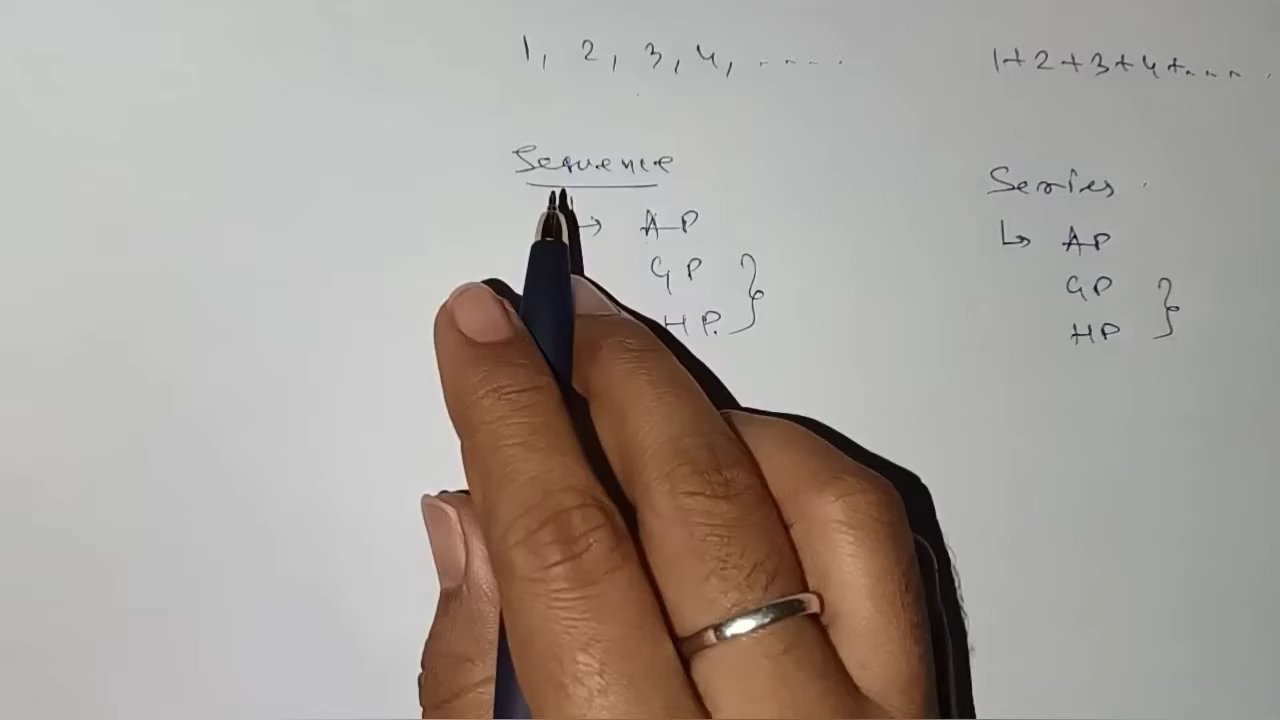 1, 2, 3, 4, .....
Sequence
→ AP
GP
HP.
1+2+3+4+.....
Series
↳ AP
GP
HP